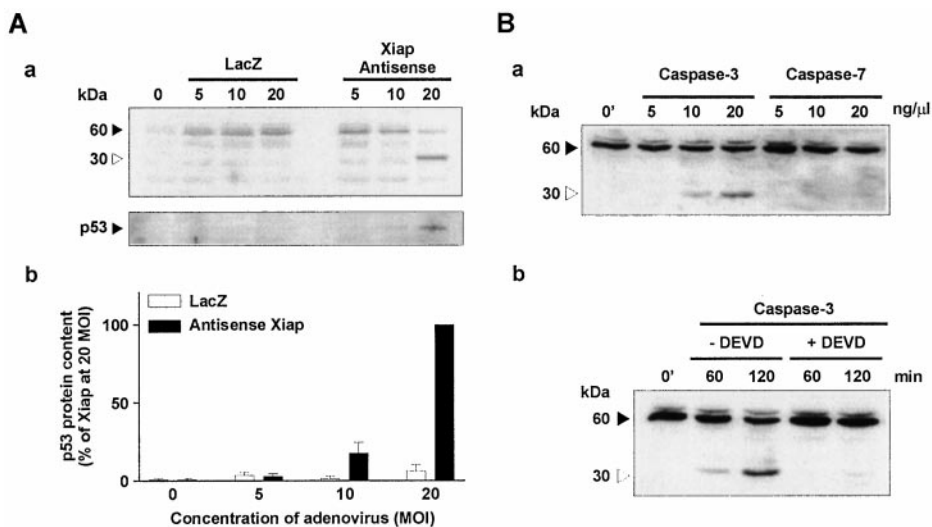 A
a
LacZ
Xiap
Antisense
kDa 0 5 10 20 5 10 20
60
30
p53
b
LacZ
Antisense Xiap
p53 protein content
(% of Xiap at 20 MOI)
100
50
0
0 5 10 20
Concentration of adenovirus (MOI)
B
a
Caspase-3 Caspase-7
kDa 0' 5 10 20 5 10 20 ng/μl
60
30
b
Caspase-3
- DEVD + DEVD
0' 60 120 60 120 min
kDa
60
30